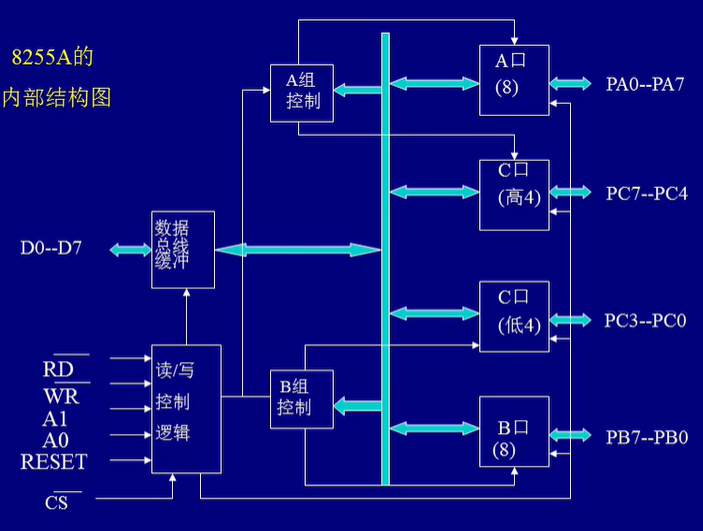 8255A的
内部结构图
A组
控制
A口
(8)
PA0--PA7
C口
(高4)
PC7--PC4
数据
总线
缓冲
D0--D7
C口
(低4)
PC3--PC0
RD
WR
A1
A0
RESET
CS
读/写
控制
逻辑
B组
控制
B口
(8)
PB7--PB0